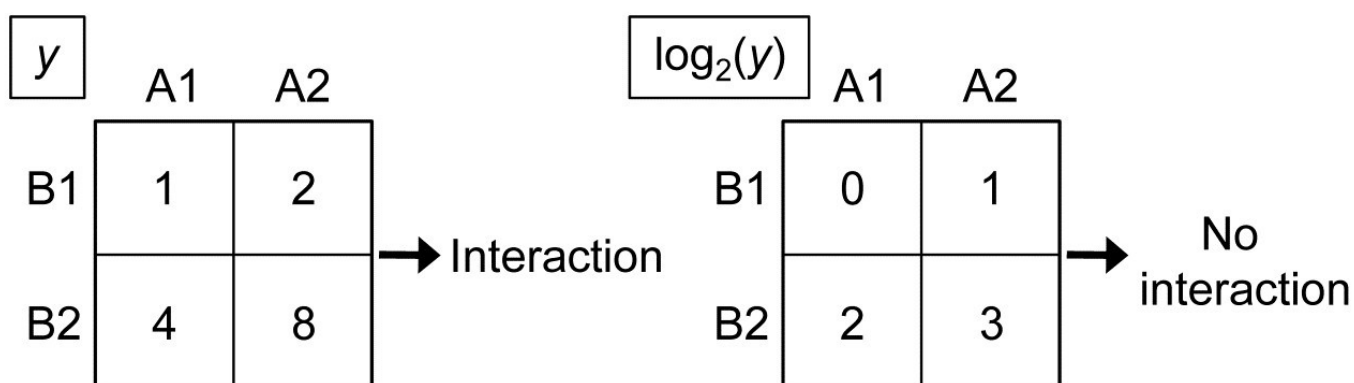 y
A1 A2
B1 1 2
B2 4 8
Interaction
log₂(y)
A1 A2
B1 0 1
B2 2 3
No
interaction